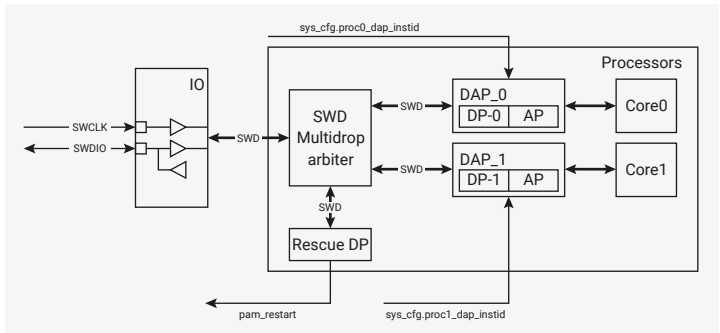 sys_cfg.proc0_dap_instid
Processors
IO
SWCLK
SWDIO
SWD
SWD
Multidrop
arbiter
SWD
DAP_0
DP-0 AP
Core0
SWD
DAP_1
DP-1 AP
Core1
SWD
Rescue DP
pam_restart
sys_cfg.proc1_dap_instid